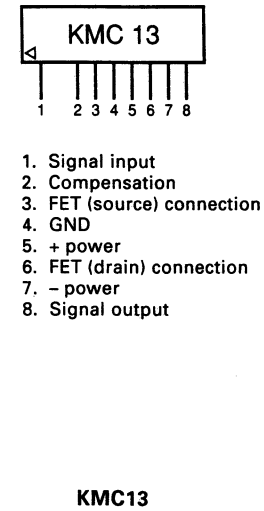 KMC 13
1 2 3 4 5 6 7 8
1. Signal input
2. Compensation
3. FET (source) connection
4. GND
5. + power
6. FET (drain) connection
7. – power
8. Signal output
KMC13